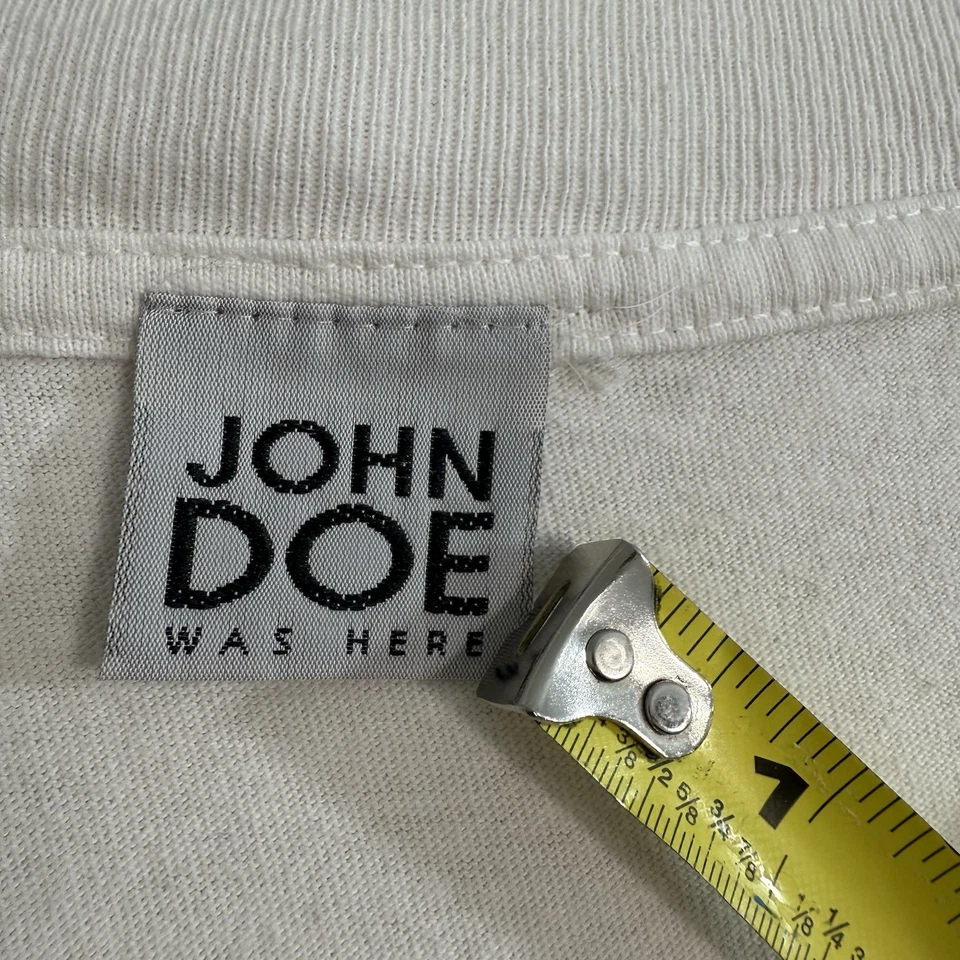 JOHN
DOE
WAS HERE
3/8 1/2 5/8 3/4 7/8 1/8 1/4 3
1